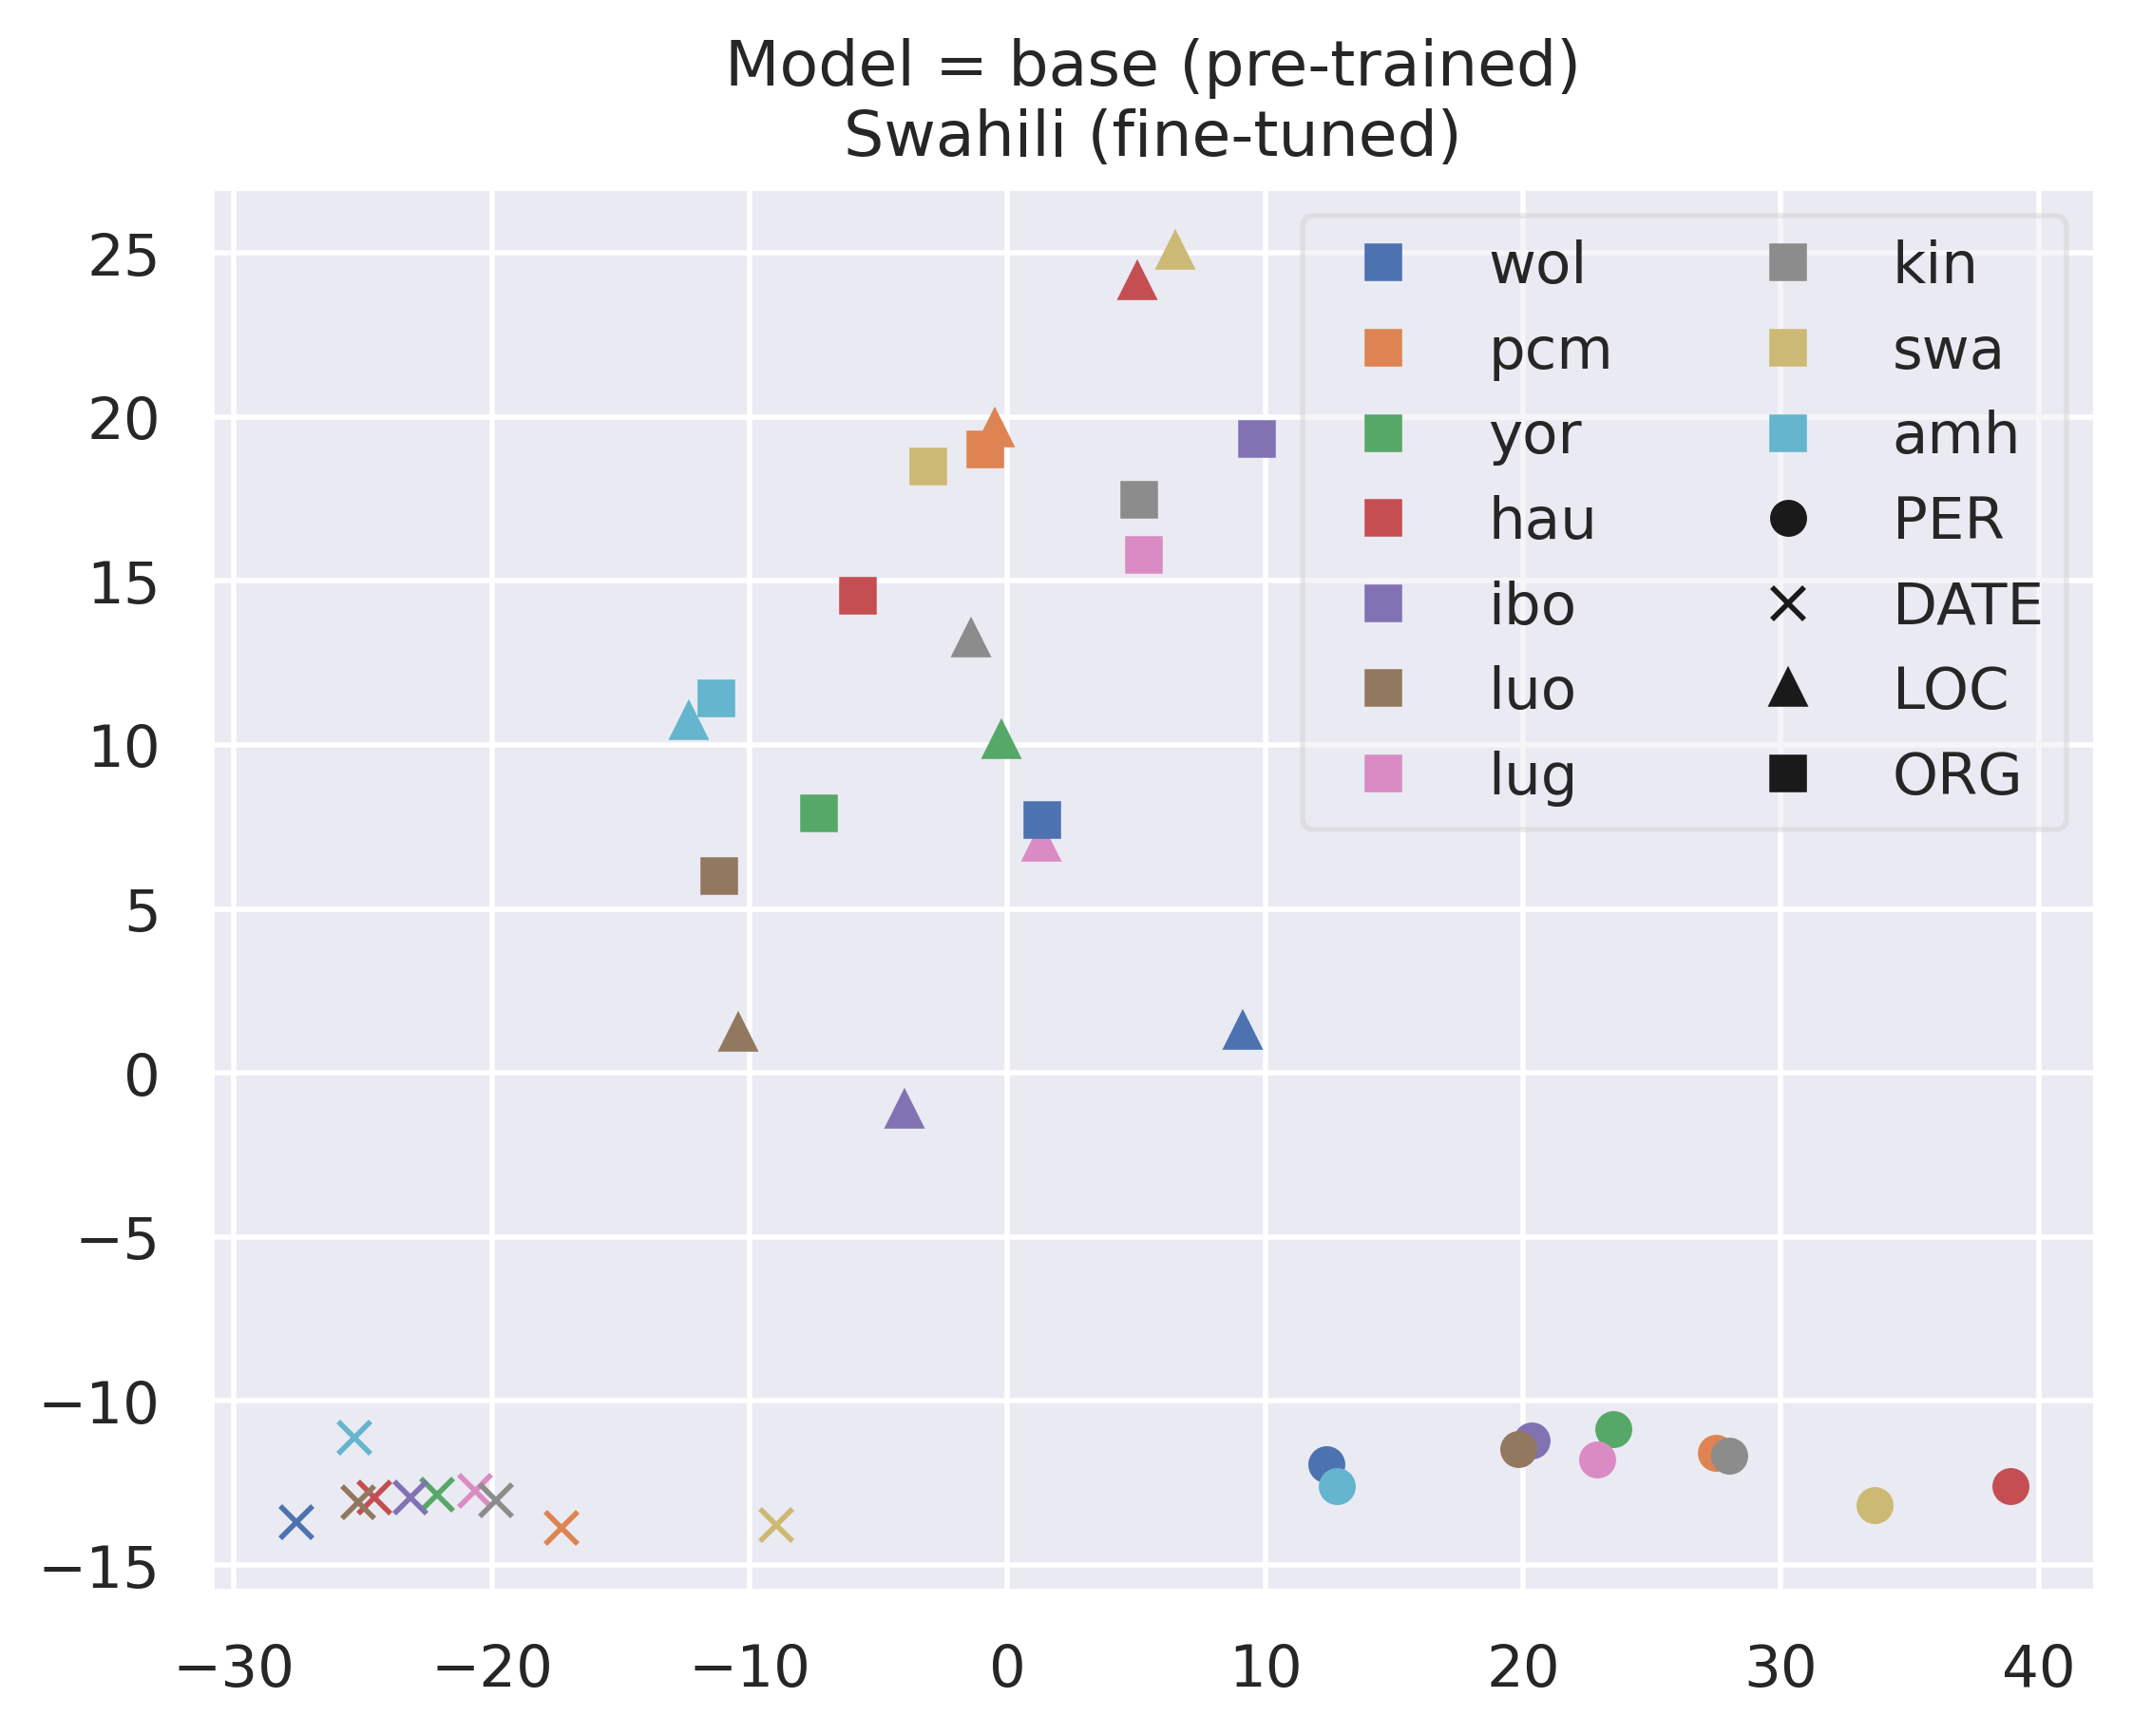 Model = base (pre-trained)
Swahili (fine-tuned)
25
20
15
10
5
0
−5
−10
−15
−30
−20
−10
0
10
20
30
40
wol
pcm
yor
hau
ibo
luo
lug
kin
swa
amh
PER
DATE
LOC
ORG